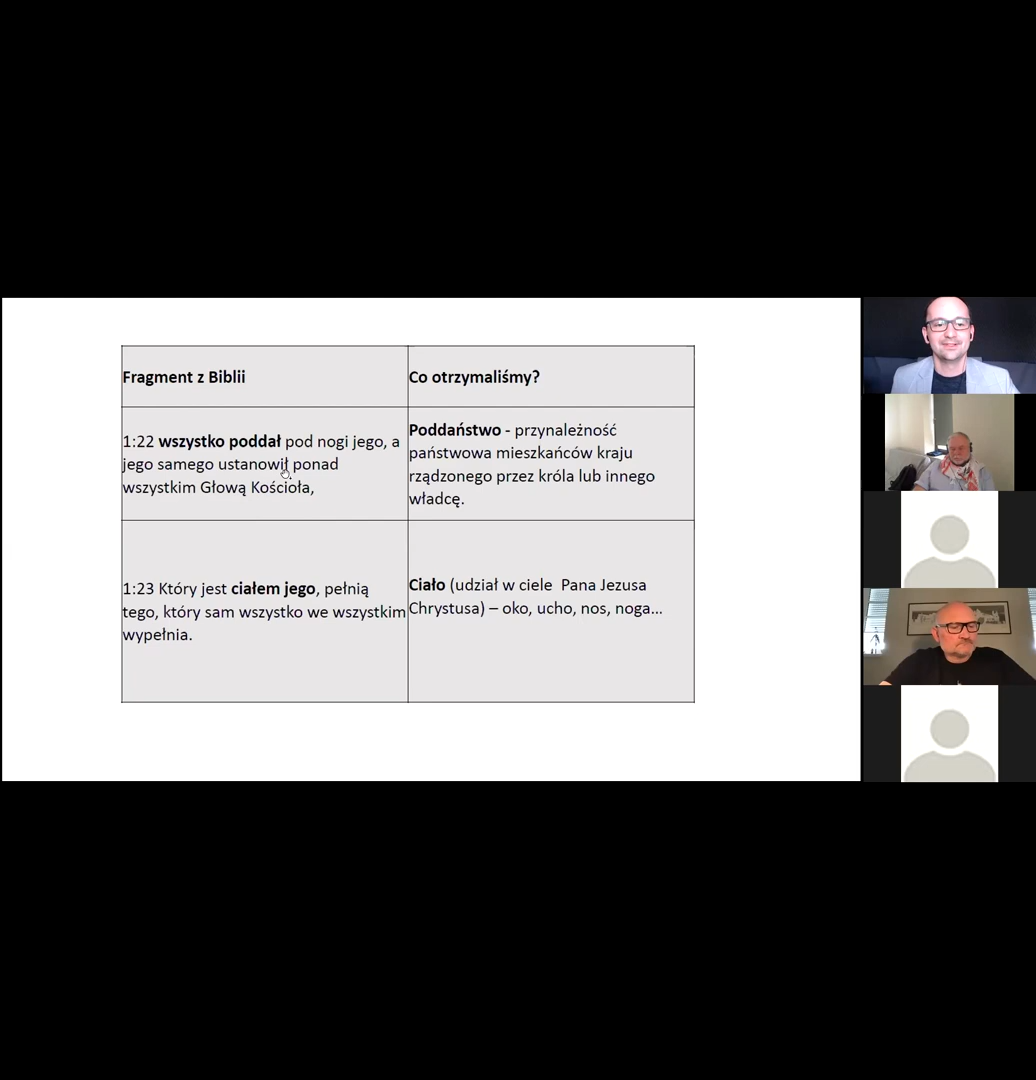 Fragment z Biblii
Co otrzymaliśmy?
1:22 wszystko poddał pod nogi jego, a
jego samego ustanowił ponad
wszystkim Głową Kościoła,
Poddaństwo - przynależność
państwowa mieszkańców kraju
rządzonego przez króla lub innego
władcę.
1:23 Który jest ciałem jego, pełnią
tego, który sam wszystko we wszystkim
wypełnia.
Ciało (udział w ciele  Pana Jezusa
Chrystusa) – oko, ucho, nos, noga...